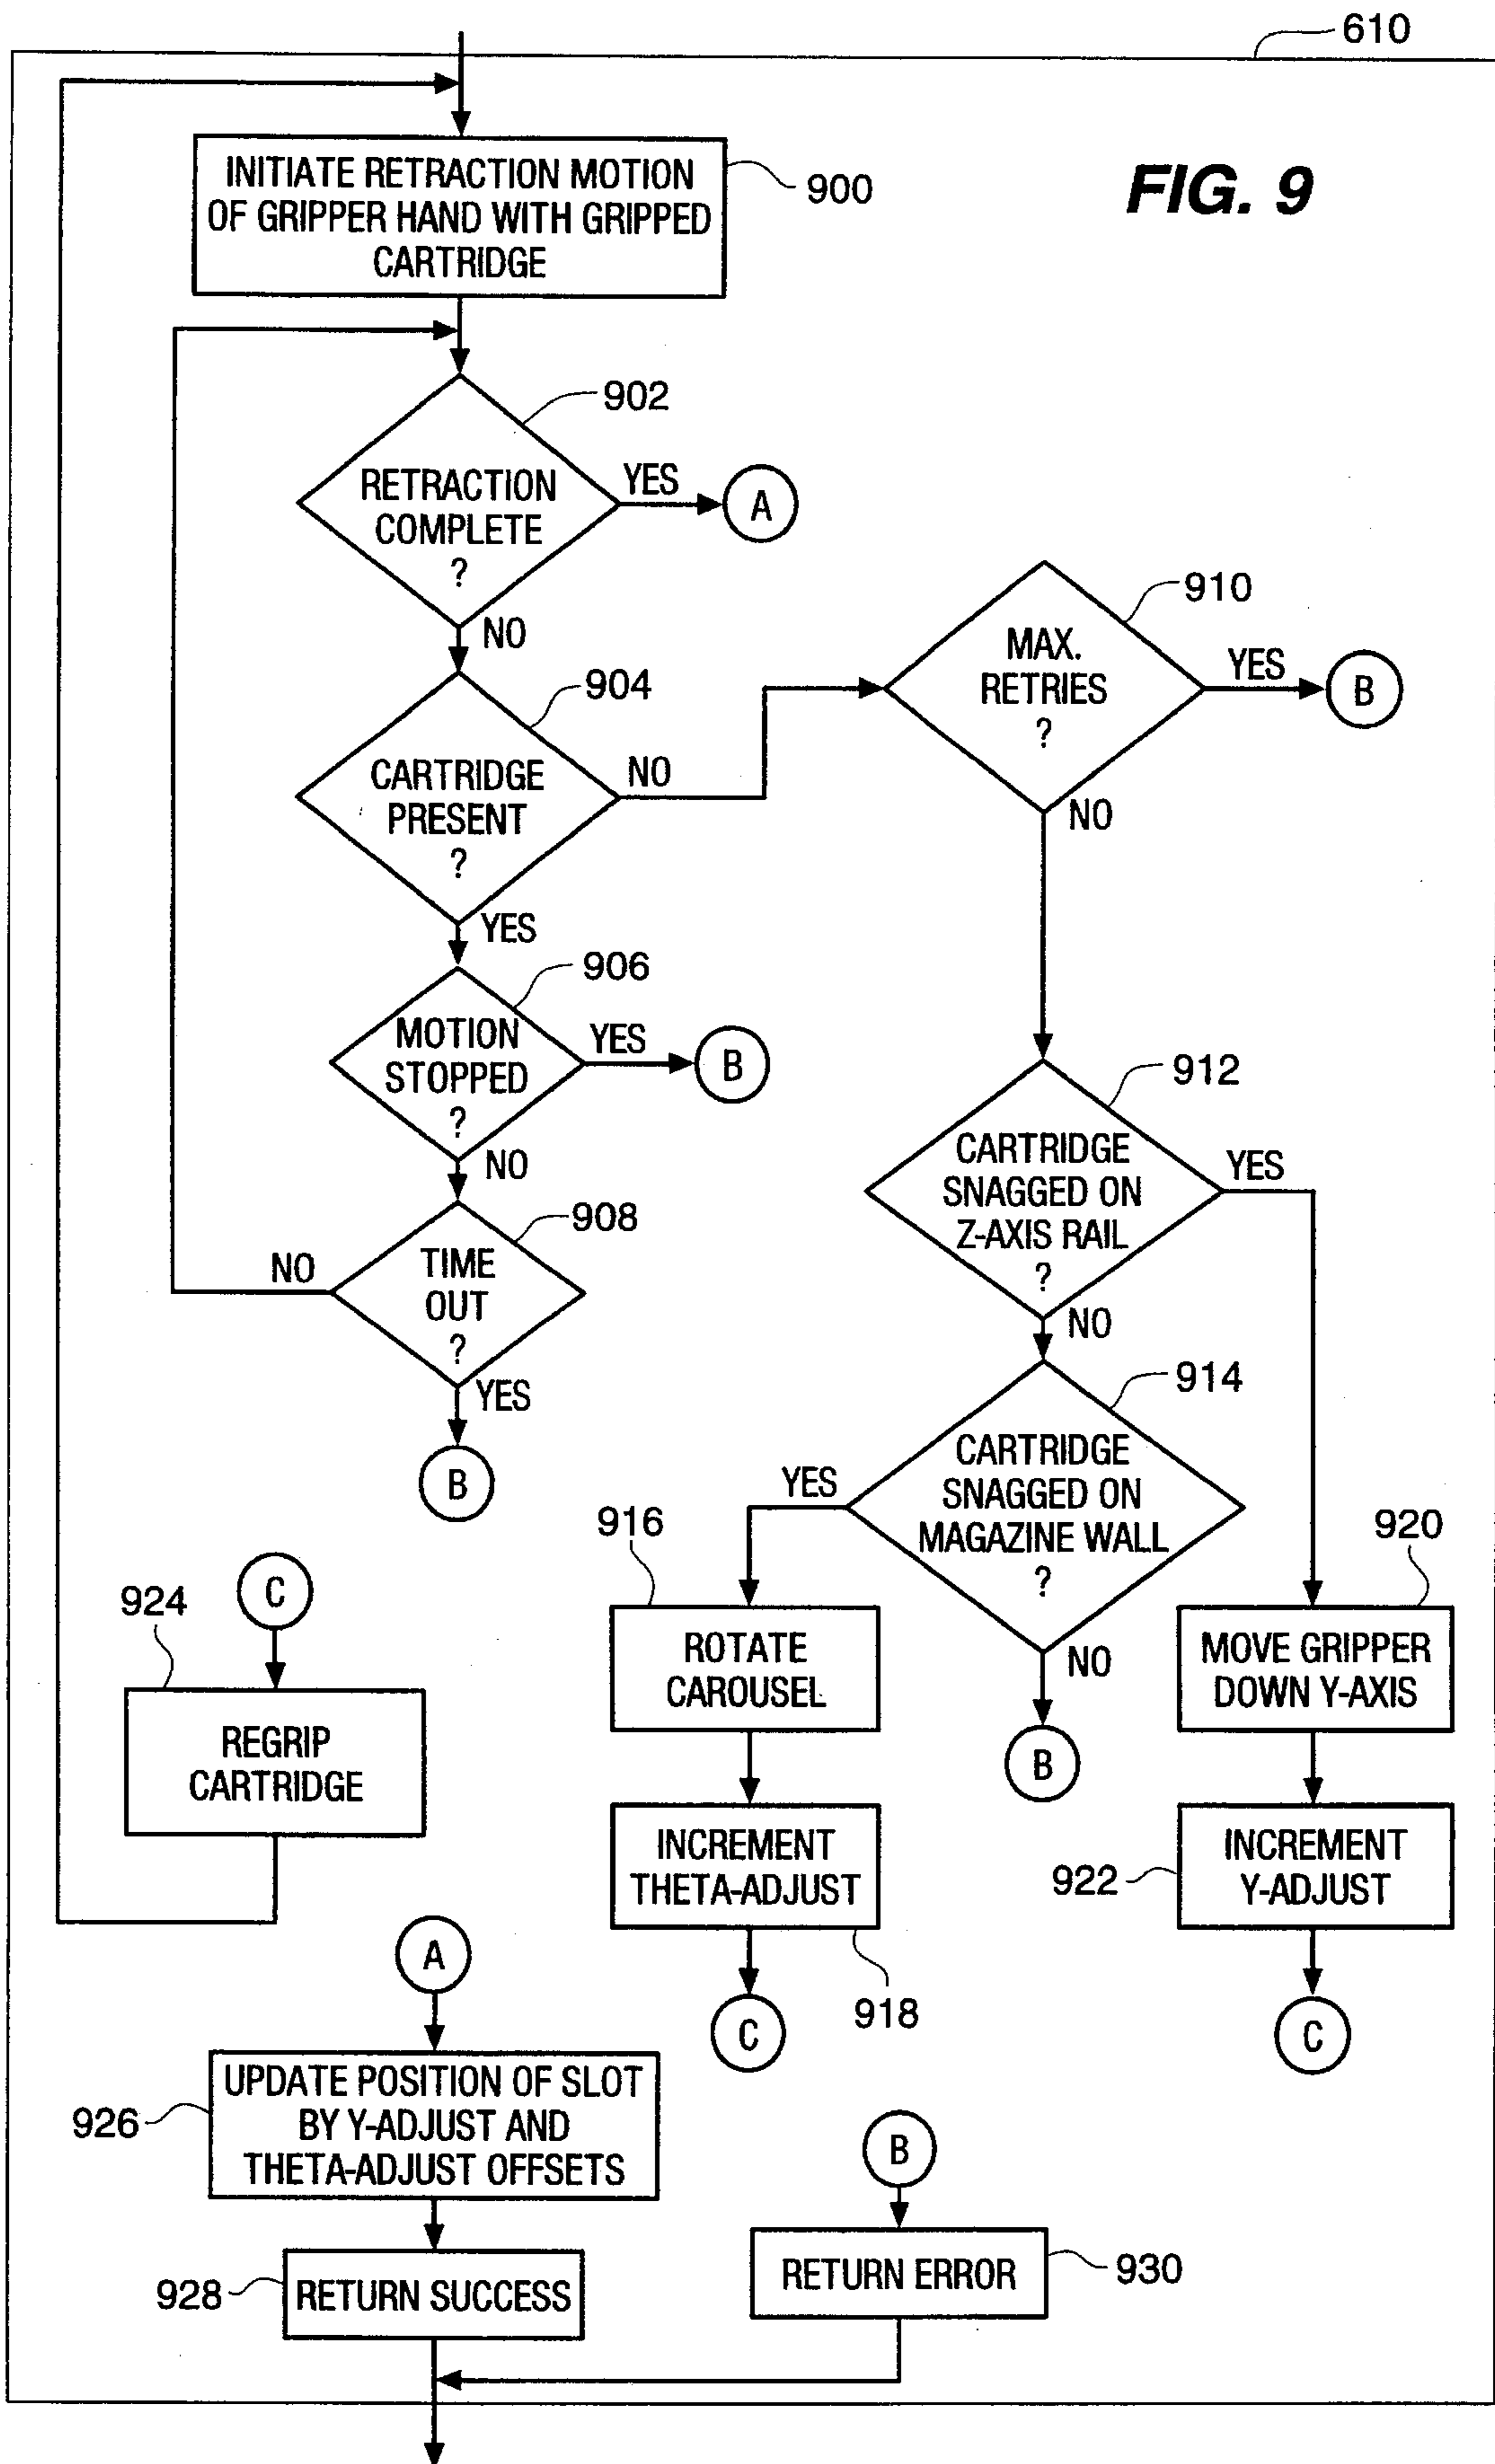 610
FIG. 9
INITIATE RETRACTION MOTION
OF GRIPPER HAND WITH GRIPPED
CARTRIDGE
900
902
RETRACTION
COMPLETE
?
YES
A
NO
904
CARTRIDGE
PRESENT
?
NO
YES
910
MAX.
RETRIES
?
YES
B
NO
906
MOTION
STOPPED
?
YES
B
NO
908
TIME
OUT
?
NO
YES
B
912
CARTRIDGE
SNAGGED ON
Z-AXIS RAIL
?
YES
NO
914
CARTRIDGE
SNAGGED ON
MAGAZINE WALL
?
YES
NO
B
916
ROTATE
CAROUSEL
INCREMENT
THETA-ADJUST
918
C
920
MOVE GRIPPER
DOWN Y-AXIS
INCREMENT
Y-ADJUST
922
C
C
924
REGRIP
CARTRIDGE
A
UPDATE POSITION OF SLOT
BY Y-ADJUST AND
THETA-ADJUST OFFSETS
926
RETURN SUCCESS
928
B
RETURN ERROR
930